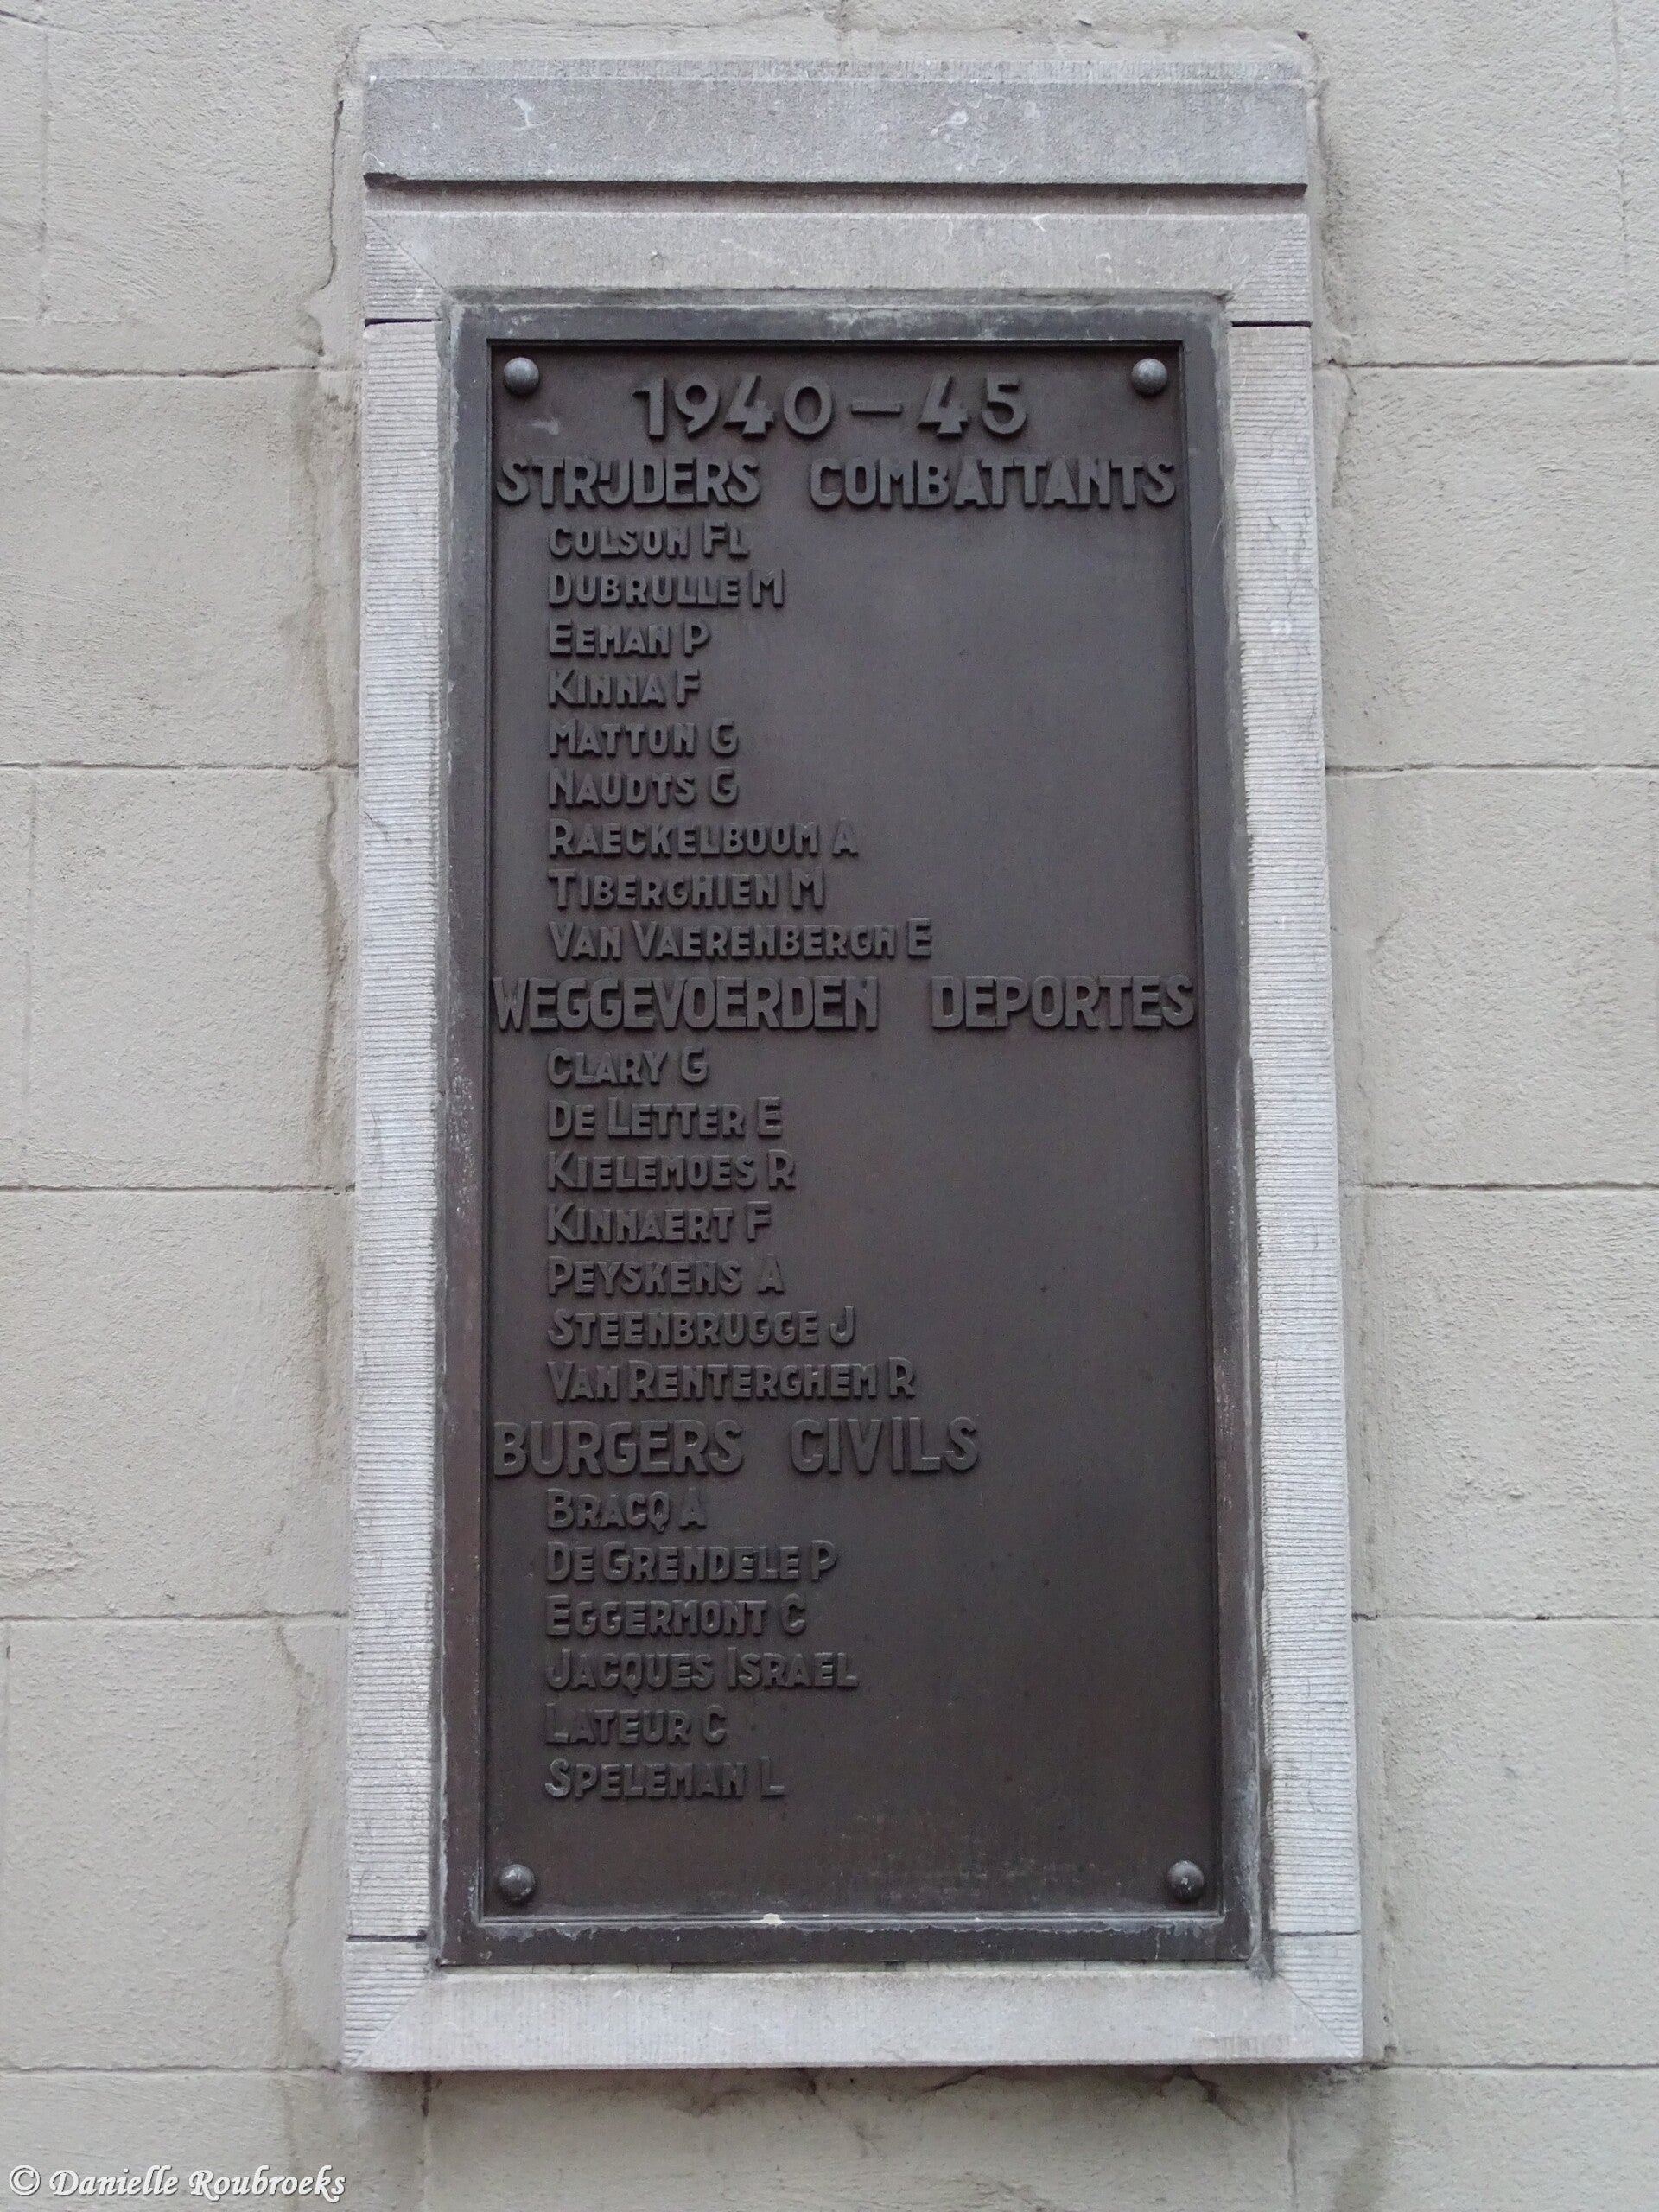 1940-45
STRIJDERS COMBATTANTS
COLSON FL
DUBRULLE M
EEMAN P
KINNA F
MATTON G
NAUDTS G
RAECKELBOOM A
TIBERGHIEN M
VAN VAERENBERGH E
WEGGEVOERDEN DEPORTES
CLARY G
DE LETTER E
KIELEMOES R
KINNAERT F
PEYSKENS A
STEENBRUGGE J
VAN RENTERGHEM R
BURGERS CIVILS
BRACQ A
DE GRENDELE P
EGGERMONT C
JACQUES ISRAEL
LATEUR C
SPELEMAN L
© Danielle Roubroeks